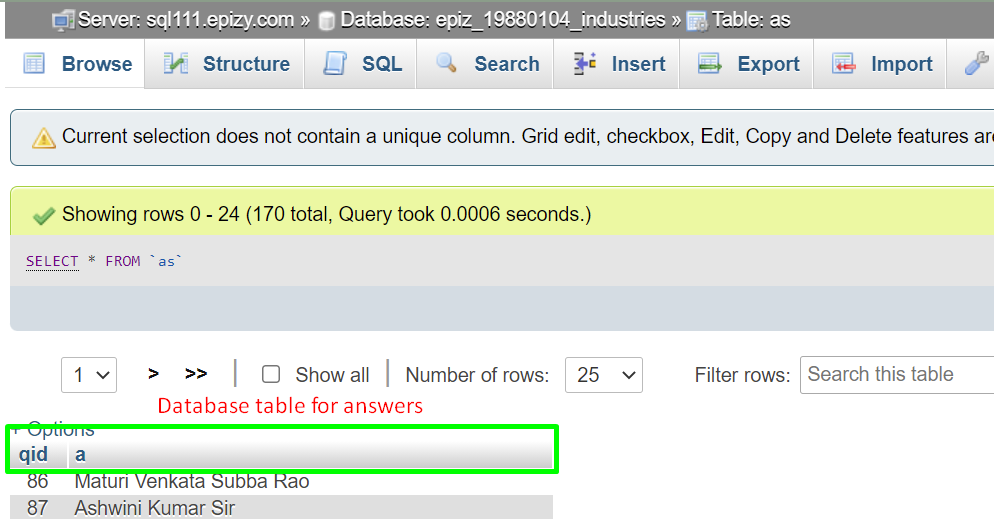 Server: sql111.epizy.com » Database: epiz_19880104_industries » Table: as
Browse Structure SQL Search Insert Export Import
Current selection does not contain a unique column. Grid edit, checkbox, Edit, Copy and Delete features are
Showing rows 0 - 24 (170 total, Query took 0.0006 seconds.)
SELECT * FROM `as`
1 > >> | Show all | Number of rows: 25 Filter rows: Search this table
Database table for answers
+ Options
qid a
86 Maturi Venkata Subba Rao
87 Ashwini Kumar Sir